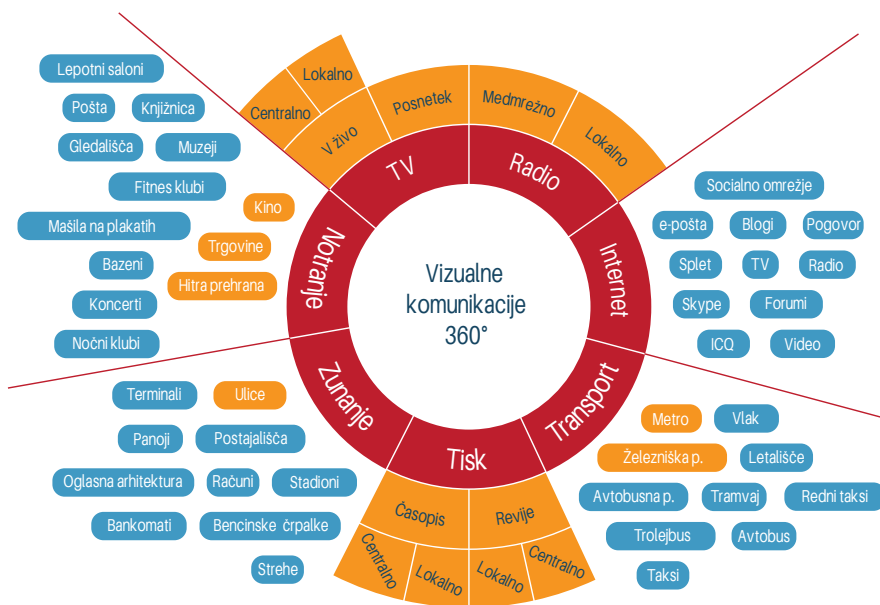 Vizualne
komunikacije
360°
TV
Radio
Internet
Transport
Tisk
Zunanje
Notranje
Centralno
Lokalno
V živo
Posnetek
Medmrežno
Lokalno
Lepotni saloni
Pošta
Knjižnica
Gledališča
Muzeji
Fitnes klubi
Kino
Mašila na plakatih
Trgovine
Bazeni
Hitra prehrana
Koncerti
Nočni klubi
Socialno omrežje
e-pošta
Blogi
Pogovor
Splet
TV
Radio
Skype
Forumi
ICQ
Video
Terminali
Ulice
Panoji
Postajališča
Oglasna arhitektura
Računi
Stadioni
Bankomati
Bencinske črpalke
Strehe
Časopis
Revije
Centralno
Lokalno
Lokalno
Centralno
Metro
Vlak
Železniška p.
Letališče
Avtobusna p.
Tramvaj
Redni taksi
Trolejbus
Avtobus
Taksi